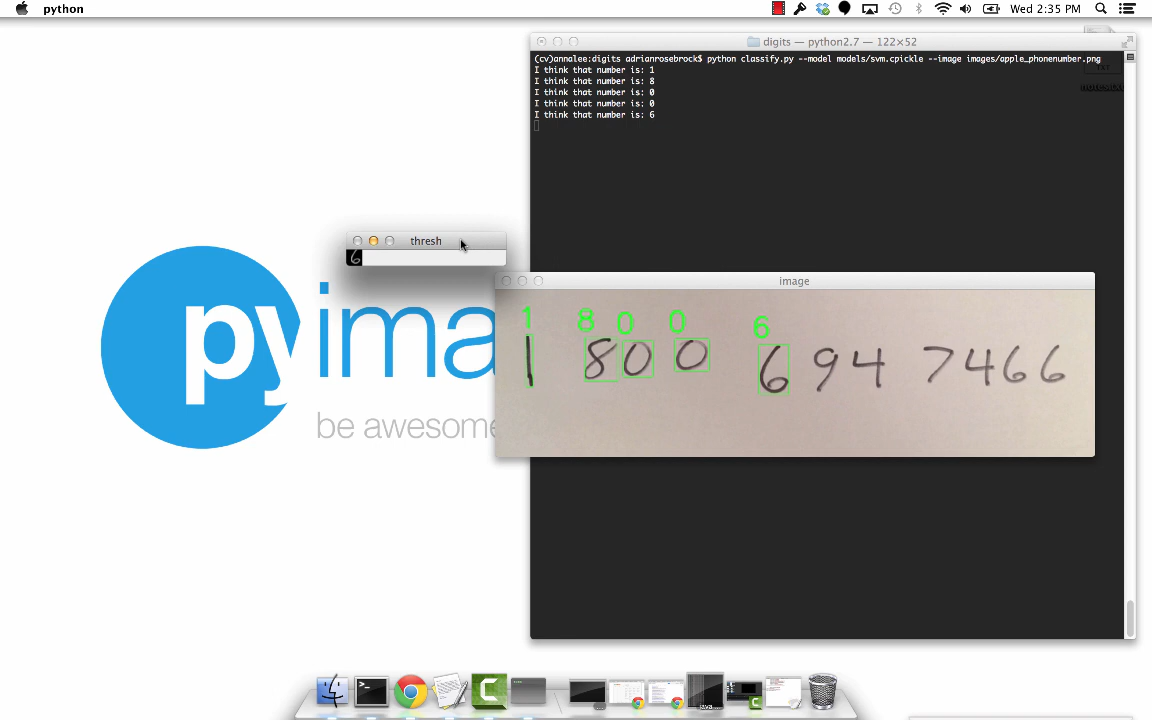 python
Wed 2:35 PM
digits — python2.7 — 122×52
(cv)annalee:digits adrianrosebrock$ python classify.py --model models/svm.cpickle --image images/apple_phonenumber.png
I think that number is: 1
I think that number is: 8
I think that number is: 0
I think that number is: 0
I think that number is: 6
thresh
6
image
1 8 0 0 6
1 800 694 7466
pyima
be awesome